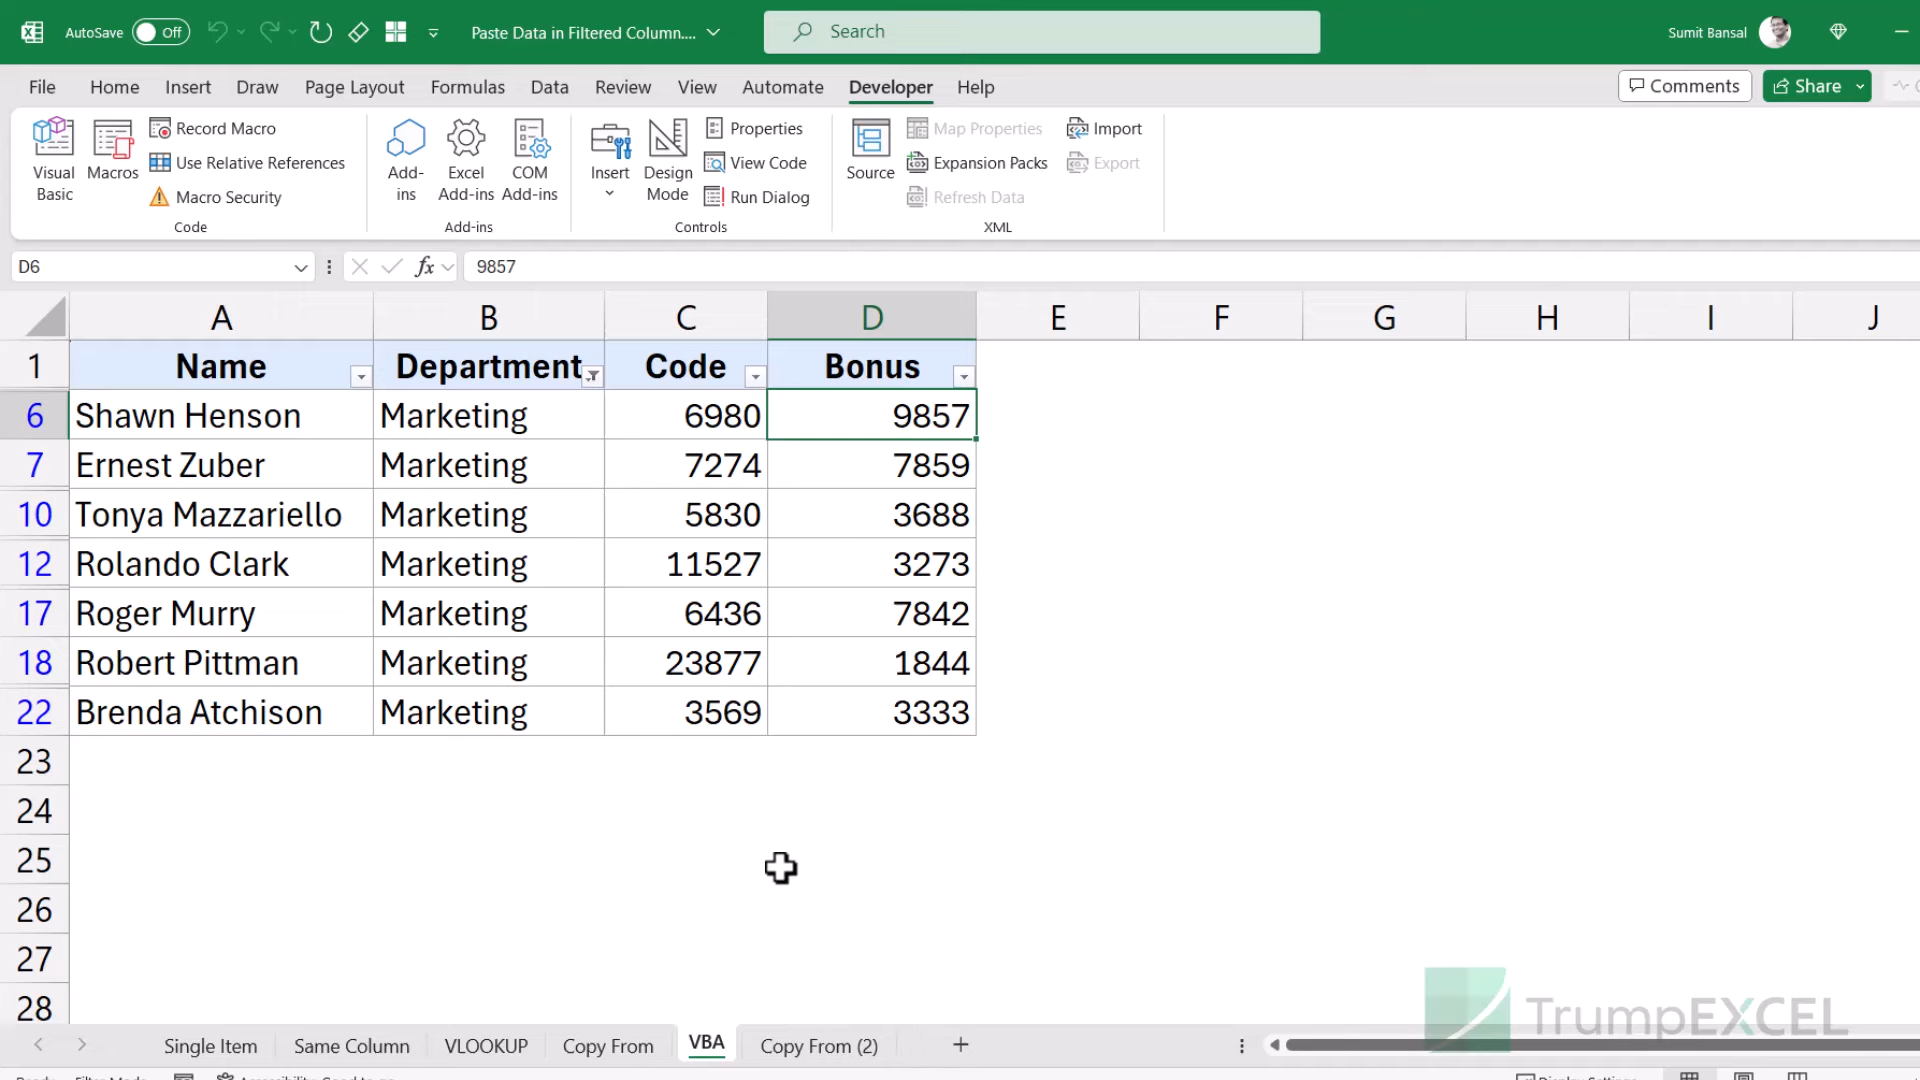 AutoSave Off Paste Data in Filtered Column.... Search Sumit Bansal
File Home Insert Draw Page Layout Formulas Data Review View Automate Developer Help Comments Share
Visual Basic
Macros
Record Macro
Use Relative References
Macro Security
Code
Add-ins
Excel Add-ins
COM Add-ins
Add-ins
Insert
Design Mode
Properties
View Code
Run Dialog
Controls
Source
Map Properties
Expansion Packs
Refresh Data
Import
Export
XML
D6 fx 9857
A B C D E F G H I J
1 Name Department Code Bonus
6 Shawn Henson Marketing 6980 9857
7 Ernest Zuber Marketing 7274 7859
10 Tonya Mazzariello Marketing 5830 3688
12 Rolando Clark Marketing 11527 3273
17 Roger Murry Marketing 6436 7842
18 Robert Pittman Marketing 23877 1844
22 Brenda Atchison Marketing 3569 3333
23
24
25
26
27
28
TrumpEXCEL
Single Item Same Column VLOOKUP Copy From VBA Copy From (2)